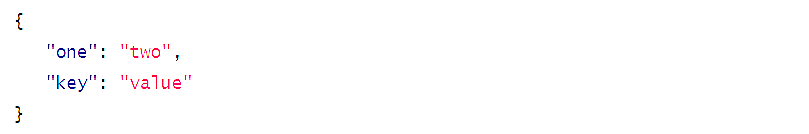 {
"one": "two",
"key": "value"
}